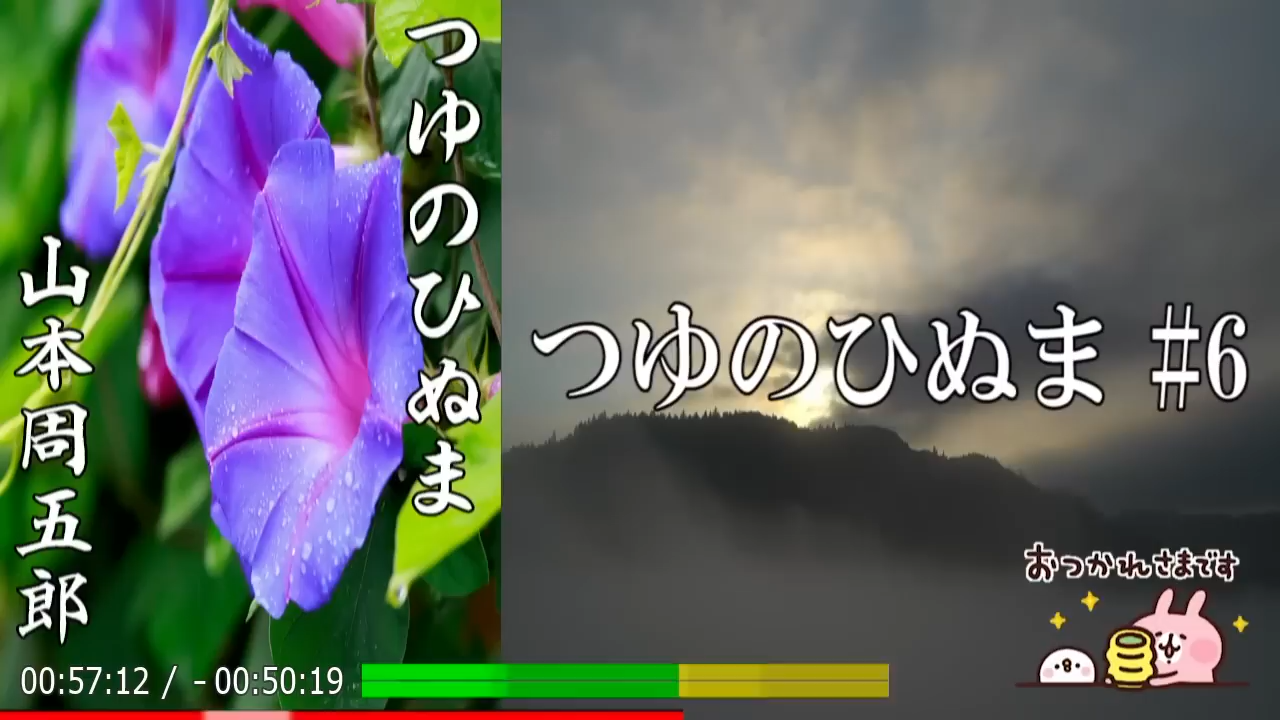 つゆのひぬま
山本周五郎
つゆのひぬま #6
おつかれさまです
00:57:12 / -00:50:19